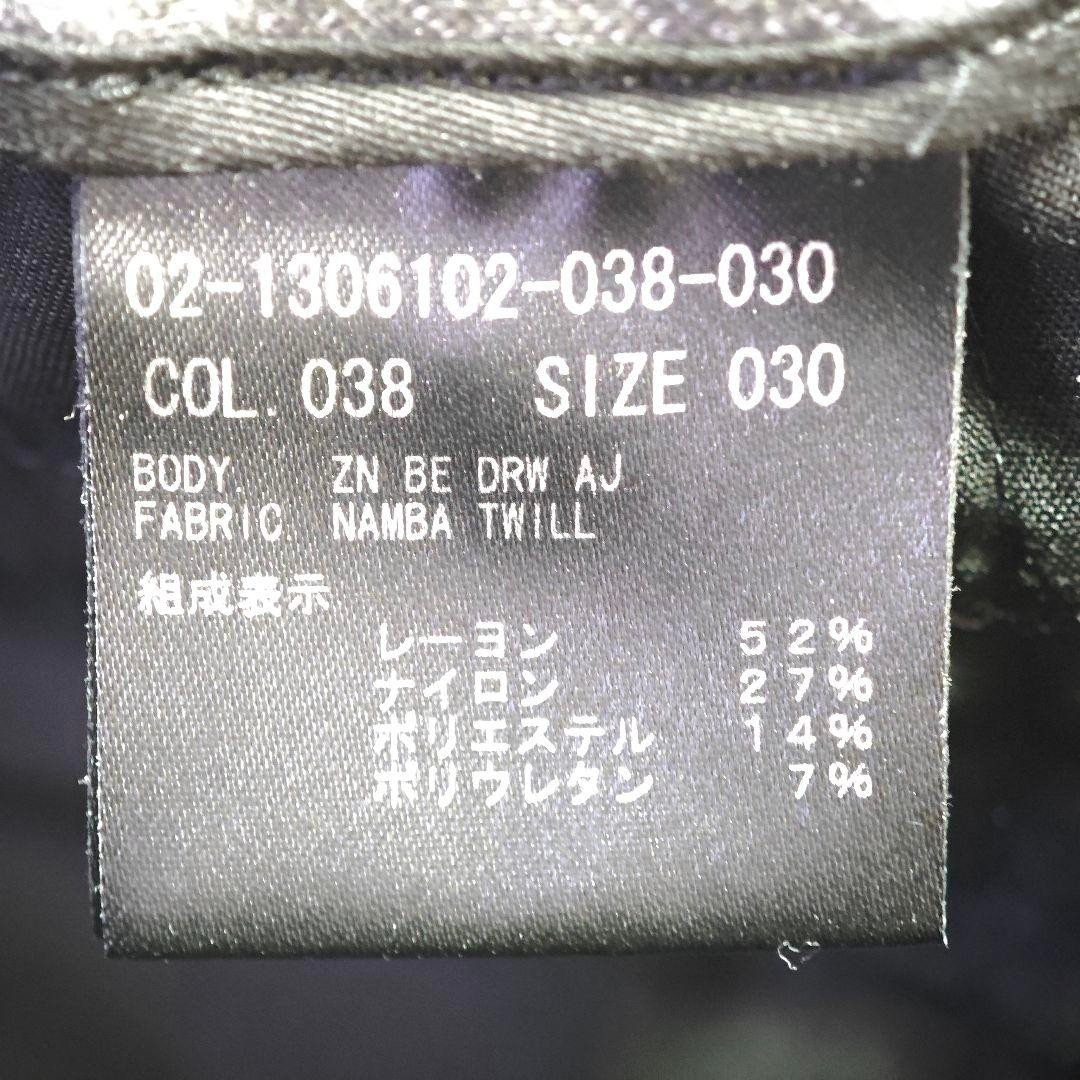 02-1306102-038-030
COL. 038 SIZE 030
BODY. ZN BE DRW AJ
FABRIC. NAMBA TWILL
組成表示
レーヨン 52%
ナイロン 27%
ポリエステル 14%
ポリウレタン 7%